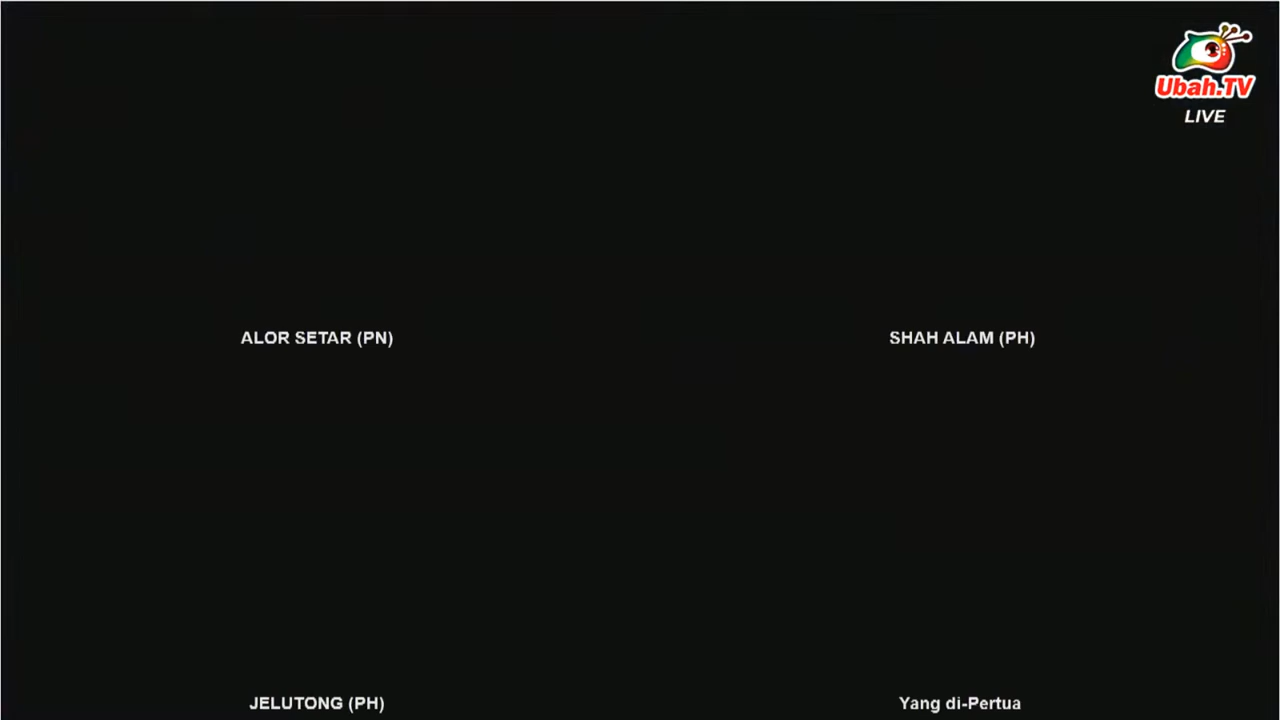 Ubah.TV
LIVE
ALOR SETAR (PN)
SHAH ALAM (PH)
JELUTONG (PH)
Yang di-Pertua